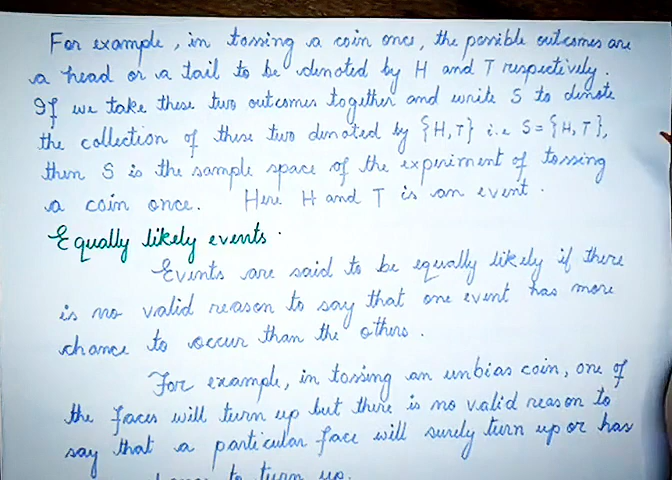 For example, in tossing a coin once, the possible outcomes are
a head or a tail to be denoted by H and T respectively.
If we take these two outcomes together and write S to denote
the collection of these two denoted by {H, T} i.e S = {H, T},
then S is the sample space of the experiment of tossing
a coin once. Here H and T is an event.
Equally likely events.
Events are said to be equally likely if there
is no valid reason to say that one event has more
chance to occur than the others.
For example, in tossing an unbias coin, one of
the faces will turn up but there is no valid reason to
say that a particular face will surely turn up or has
to turn up.